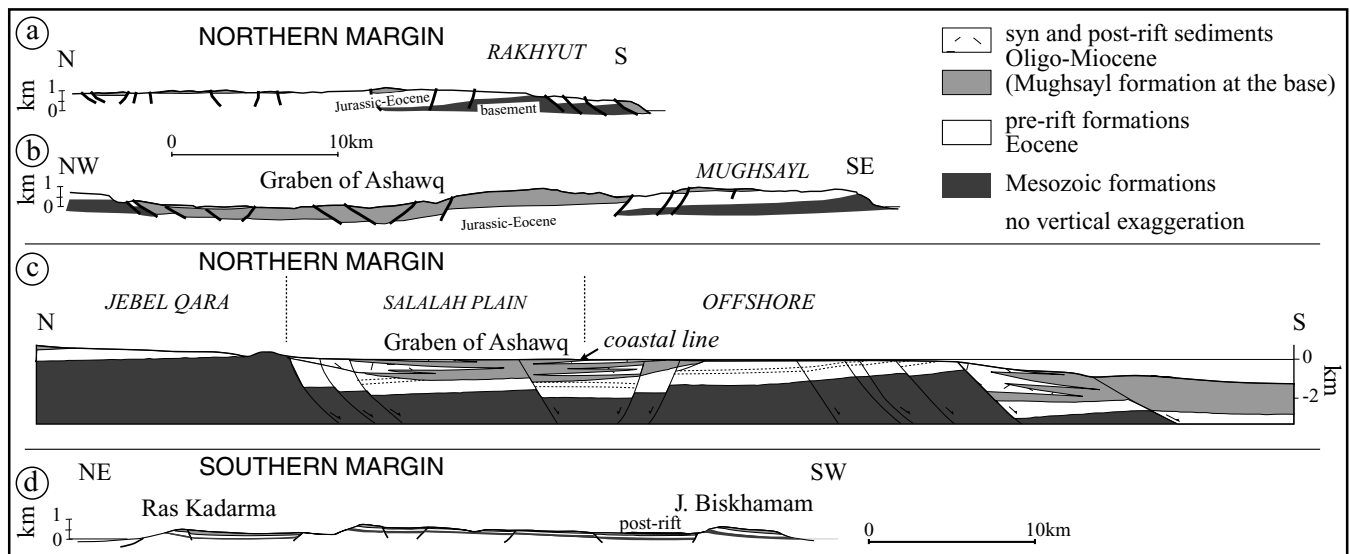 a
NORTHERN MARGIN
N
RAKHYUT
S
km
1
0
Jurassic-Eocene
basement
0
10km
b
NW
Graben of Ashawq
MUGHSAYL
SE
km
1
0
Jurassic-Eocene
syn and post-rift sediments
Oligo-Miocene
(Mughsayl formation at the base)
pre-rift formations
Eocene
Mesozoic formations
no vertical exaggeration
c
NORTHERN MARGIN
JEBEL QARA
SALALAH PLAIN
OFFSHORE
N
Graben of Ashawq
coastal line
S
0
-2
km
d
NE
SOUTHERN MARGIN
SW
Ras Kadarma
J. Biskhamam
km
1
0
post-rift
0
10km